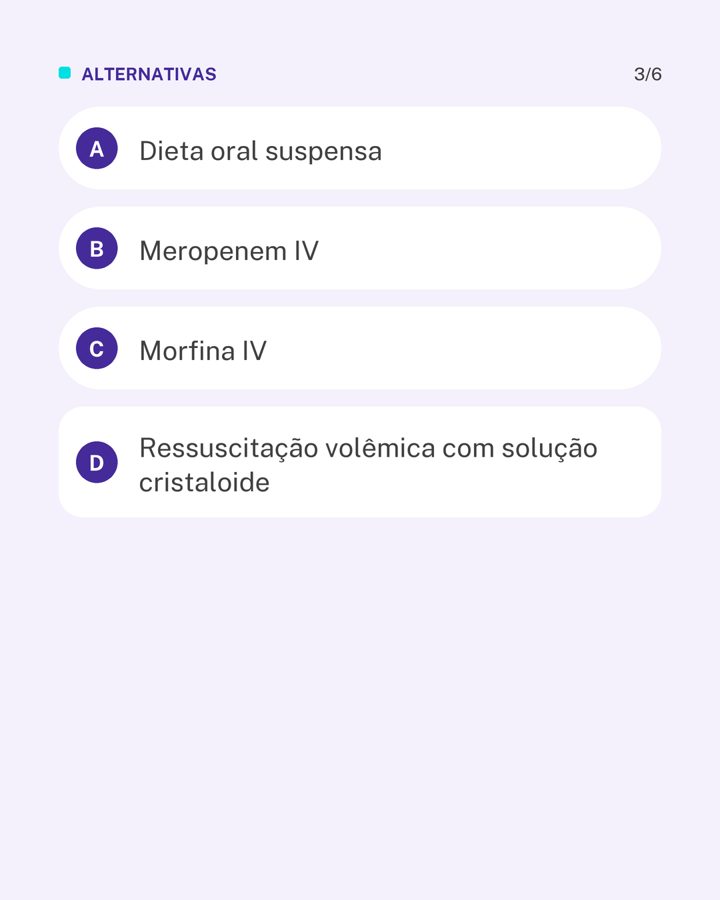 ALTERNATIVAS
3/6
A
Dieta oral suspensa
B
Meropenem IV
C
Morfina IV
D
Ressuscitação volêmica com solução
cristaloide